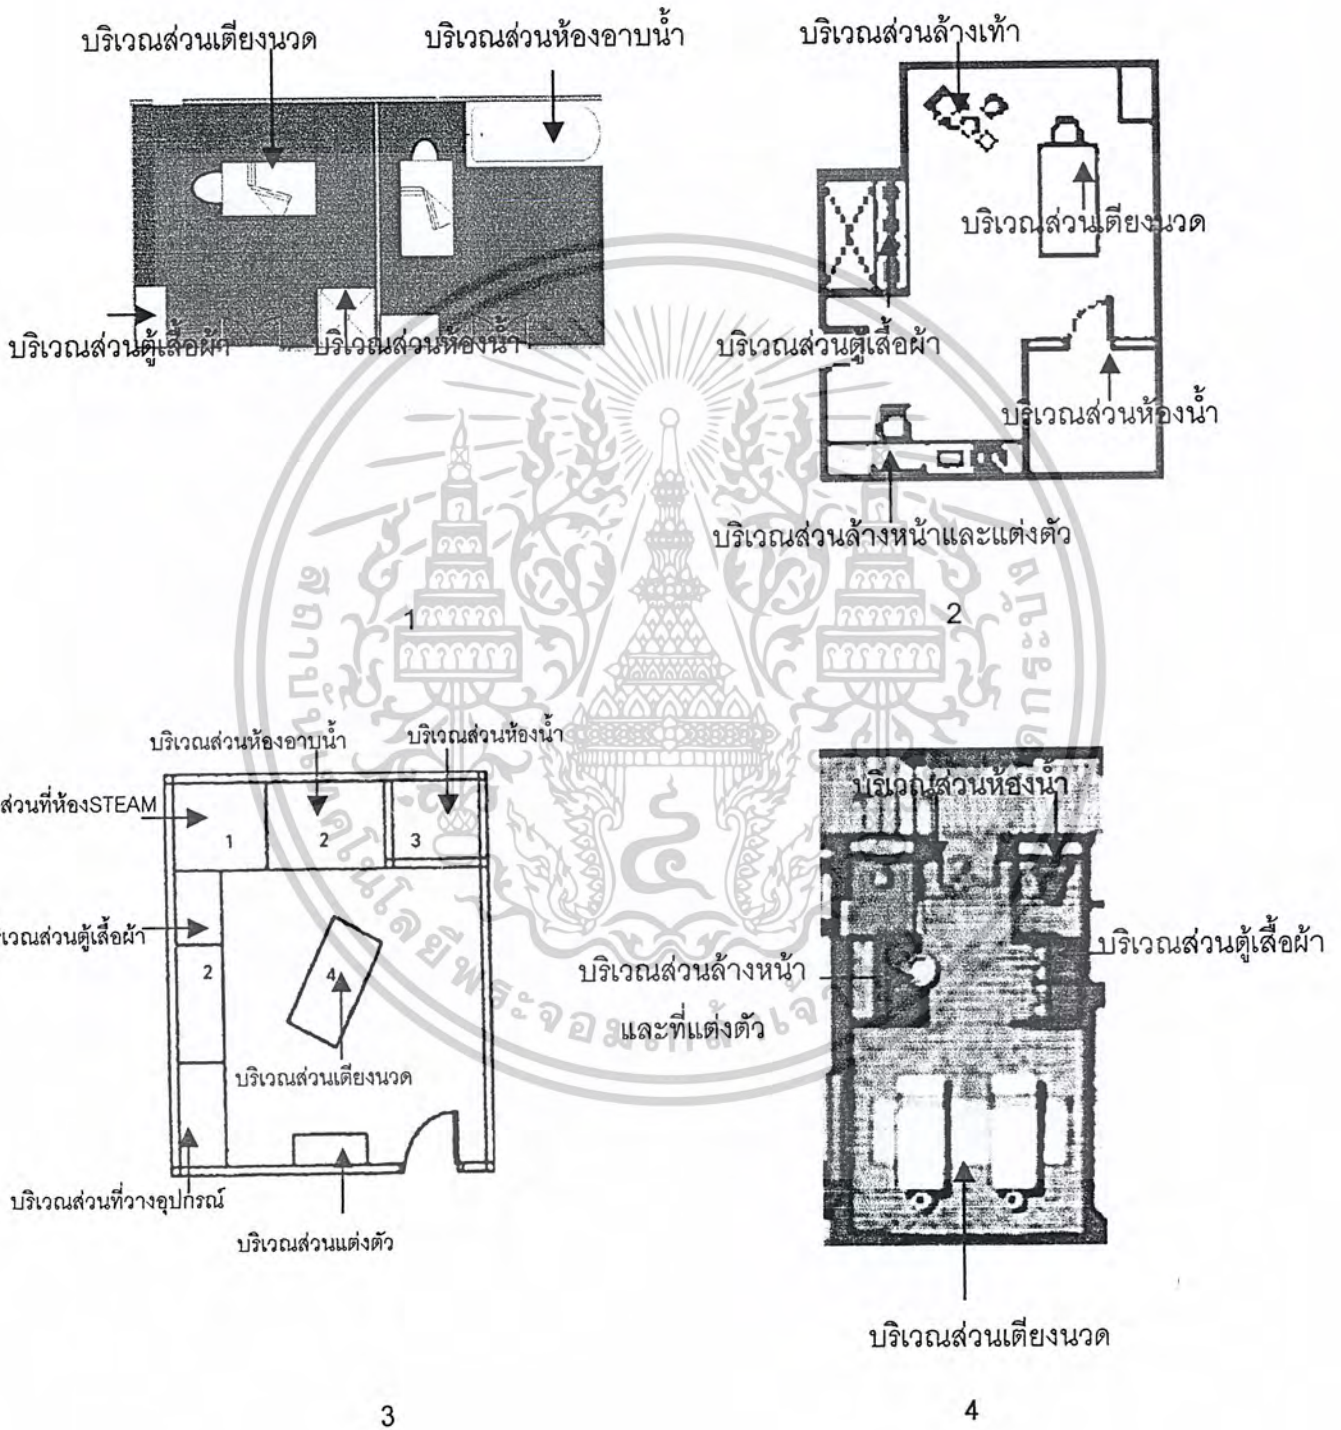 บริเวณส่วนเตียงนวด
บริเวณส่วนห้องอาบน้ำ
บริเวณส่วนตู้เสื้อผ้า
บริเวณส่วนห้องน้ำ
1
บริเวณส่วนล้างเท้า
บริเวณส่วนเตียงนวด
บริเวณส่วนตู้เสื้อผ้า
บริเวณส่วนห้องน้ำ
บริเวณส่วนล้างหน้าและแต่งตัว
2
บริเวณส่วนห้องอาบน้ำ
บริเวณส่วนห้องน้ำ
ส่วนที่ห้องSTEAM
1
2
3
เวณส่วนตู้เสื้อผ้า
2
4
บริเวณส่วนเตียงนวด
บริเวณส่วนที่วางอุปกรณ์
บริเวณส่วนแต่งตัว
3
บริเวณส่วนห้องน้ำ
บริเวณส่วนตู้เสื้อผ้า
บริเวณส่วนล้างหน้า
และที่แต่งตัว
บริเวณส่วนเตียงนวด
4